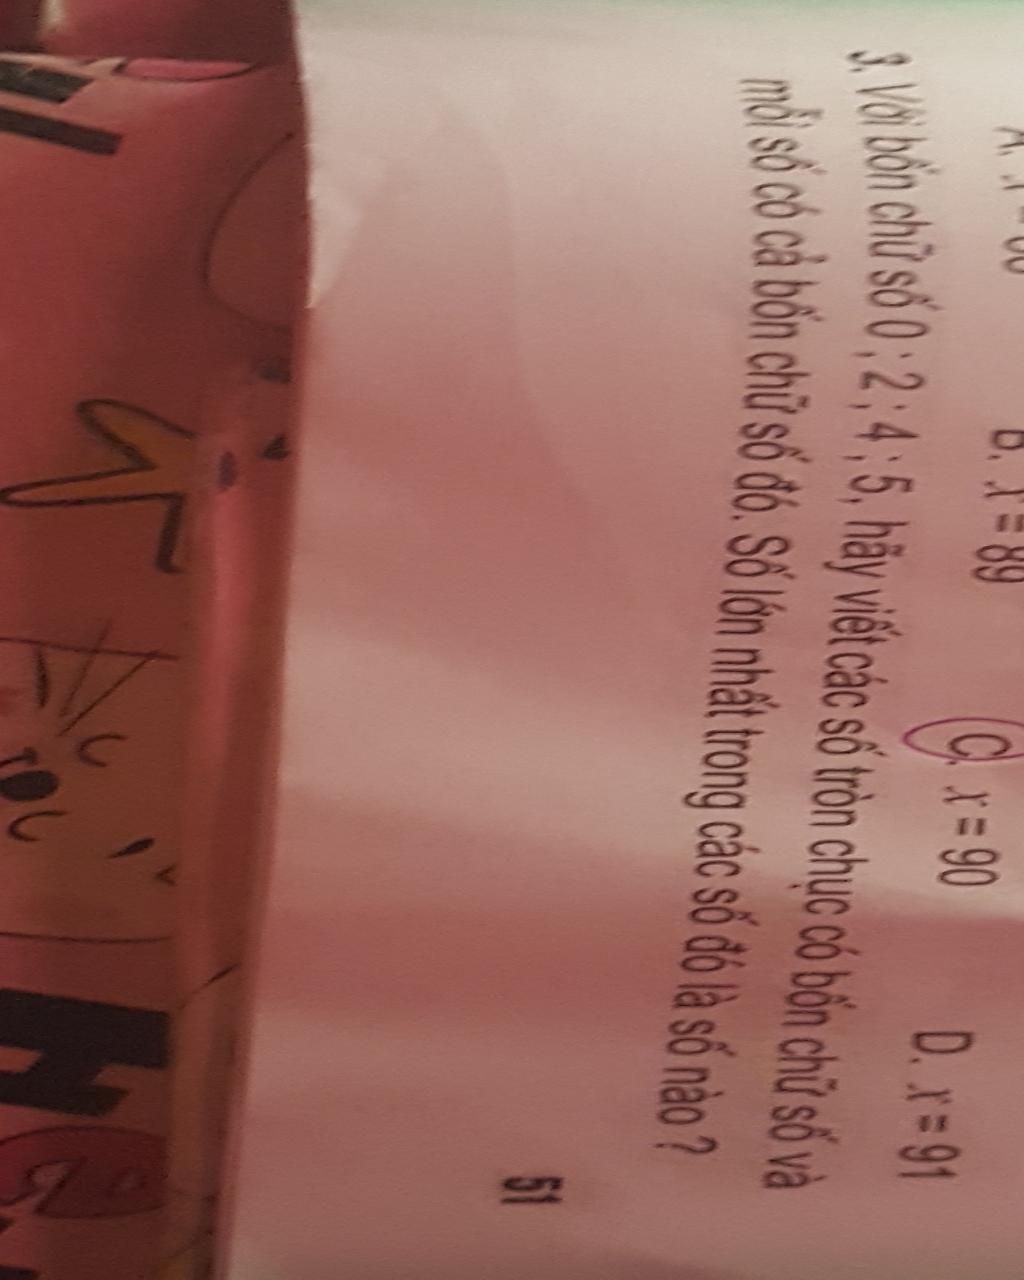 B. x = 89 C. x = 90 D. x = 91
3. Với bốn chữ số 0 ; 2 ; 4 ; 5, hãy viết các số tròn chục có bốn chữ số và
mỗi số có cả bốn chữ số đó. Số lớn nhất trong các số đó là số nào ?
51